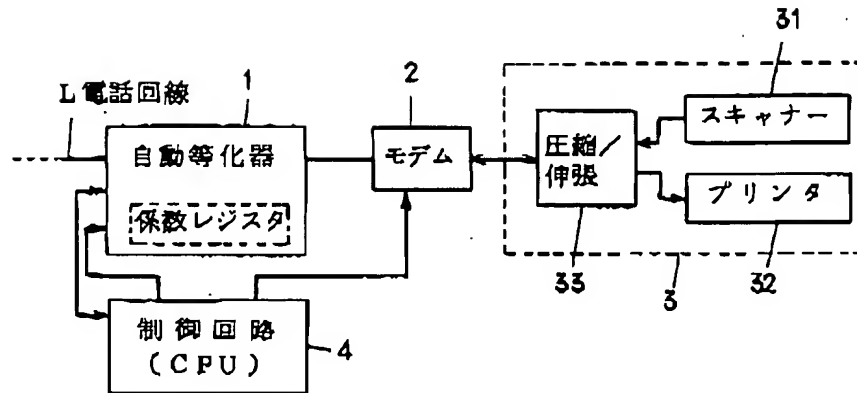 31
1
2
L電話回線
スキャナー
自動等化器
モデム
圧縮/
伸張
プリンタ
係数レジスタ
33
3
32
制御回路
(CPU)
4